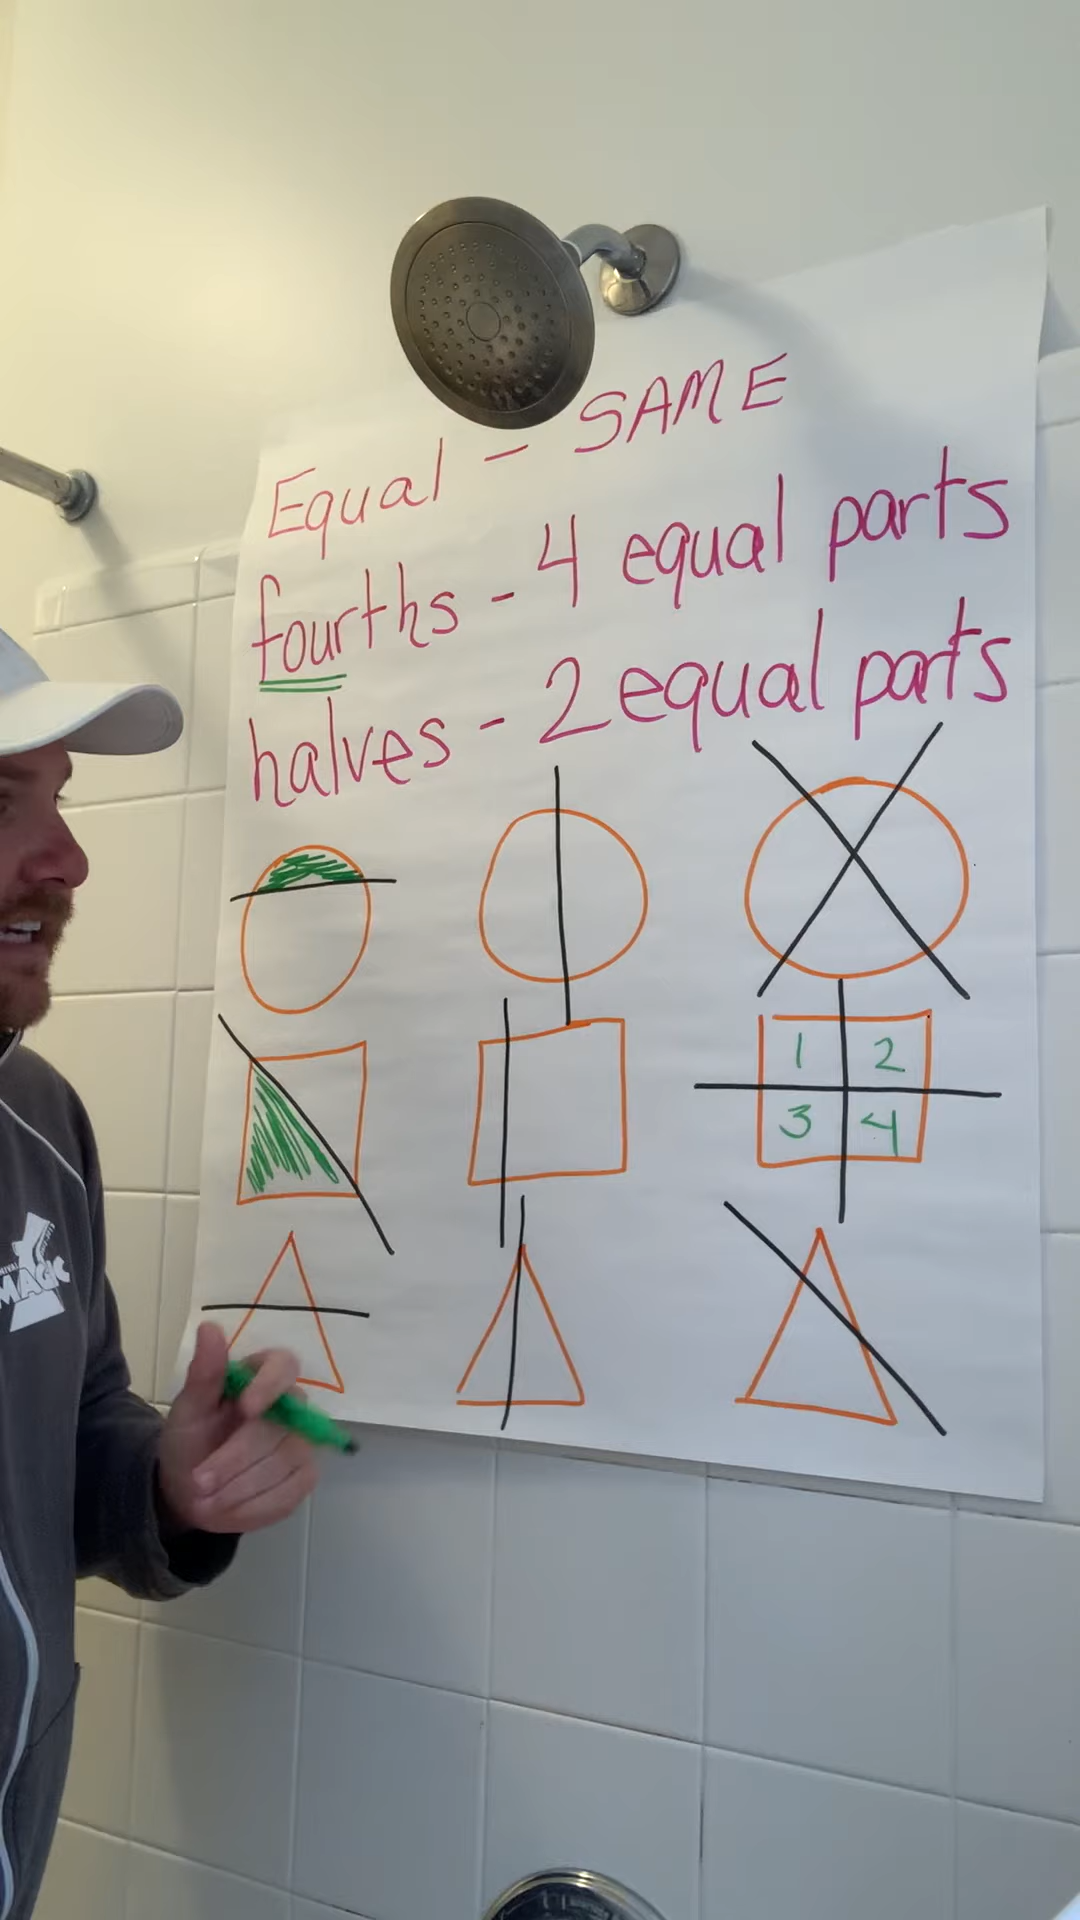 Equal - SAME
fourths - 4 equal parts
halves - 2 equal parts
1 2
3 4
MAGIC